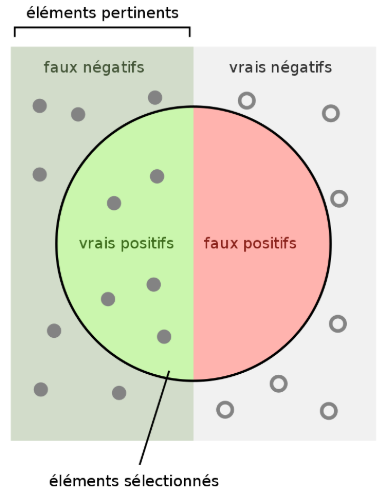 éléments pertinents
faux négatifs
vrais négatifs
vrais positifs
faux positifs
éléments sélectionnés